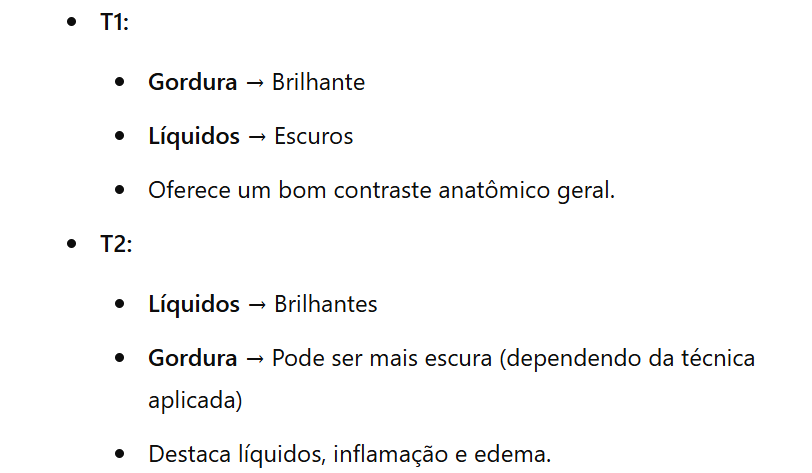 • T1:
• Gordura → Brilhante
• Líquidos → Escuros
• Oferece um bom contraste anatômico geral.
• T2:
• Líquidos → Brilhantes
• Gordura → Pode ser mais escura (dependendo da técnica
aplicada)
• Destaca líquidos, inflamação e edema.